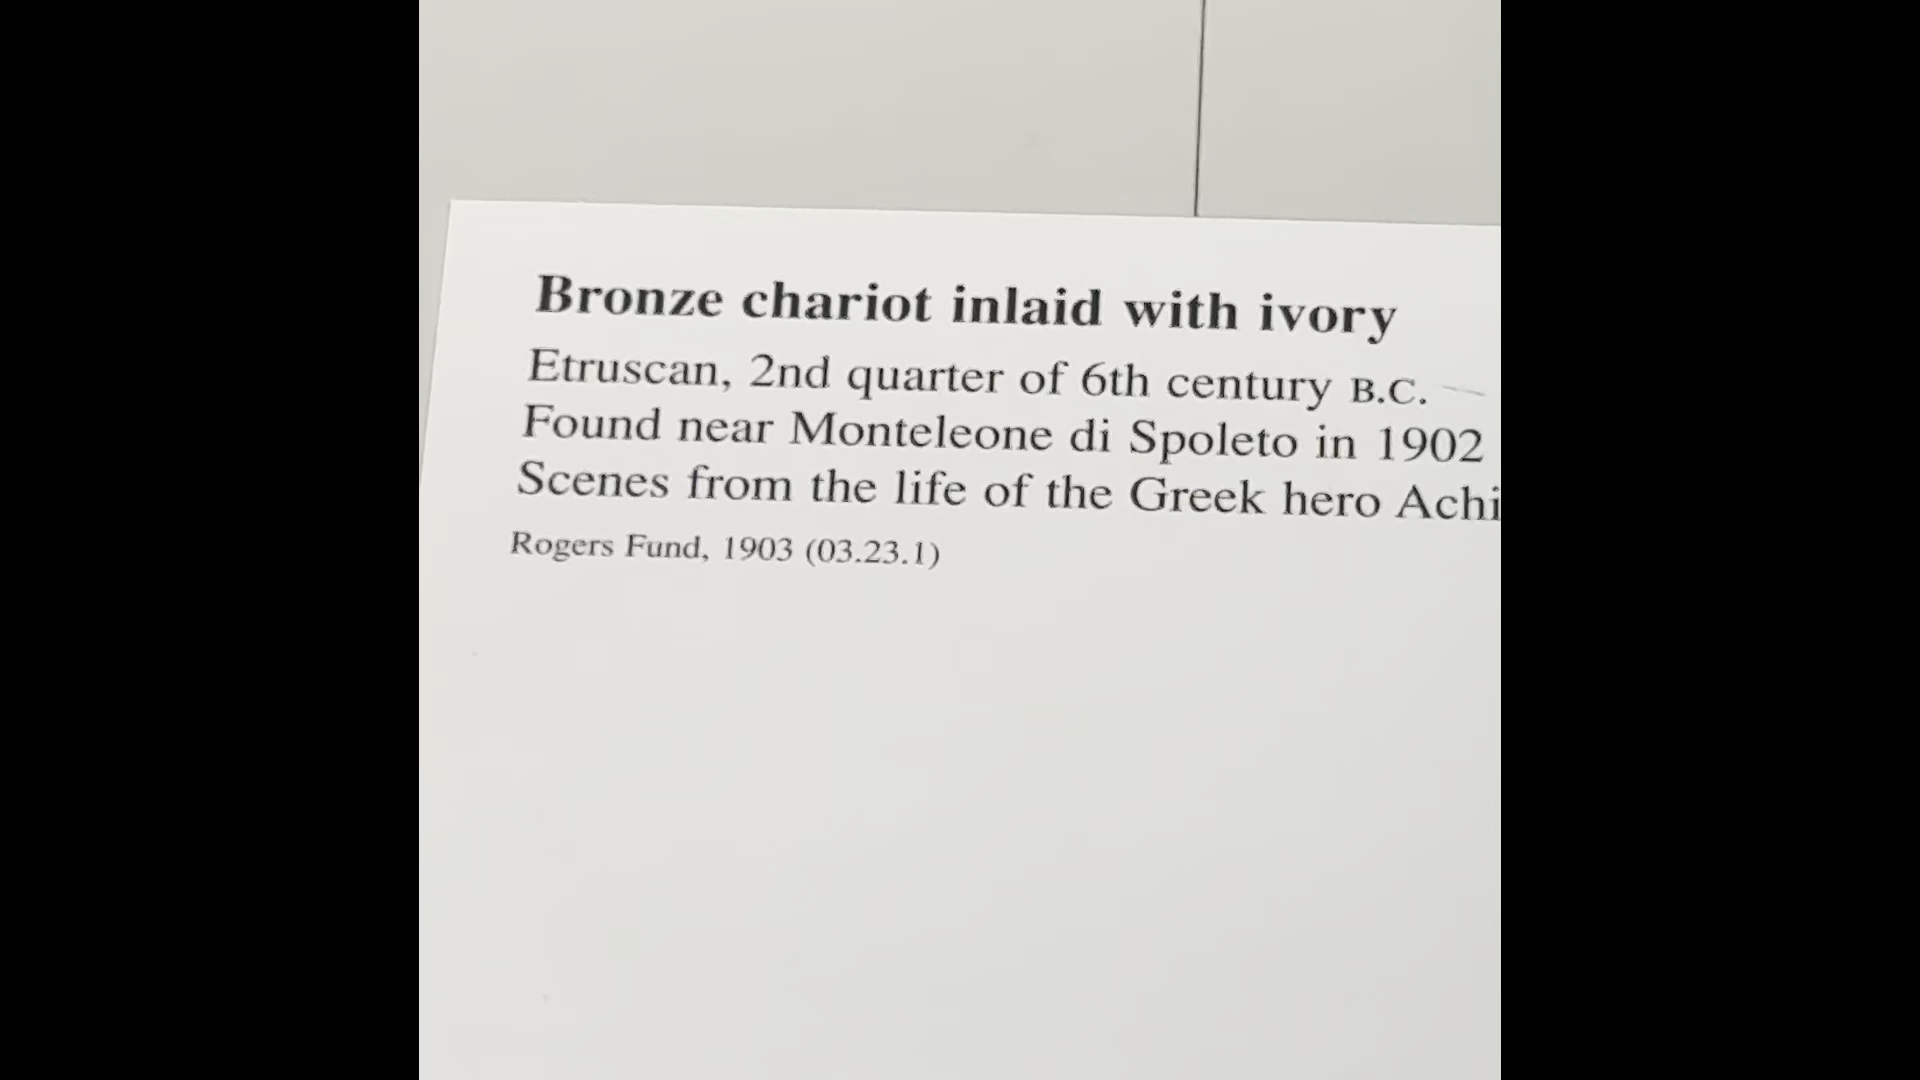 Bronze chariot inlaid with ivory
Etruscan, 2nd quarter of 6th century B.C.
Found near Monteleone di Spoleto in 1902
Scenes from the life of the Greek hero Achi
Rogers Fund, 1903 (03.23.1)